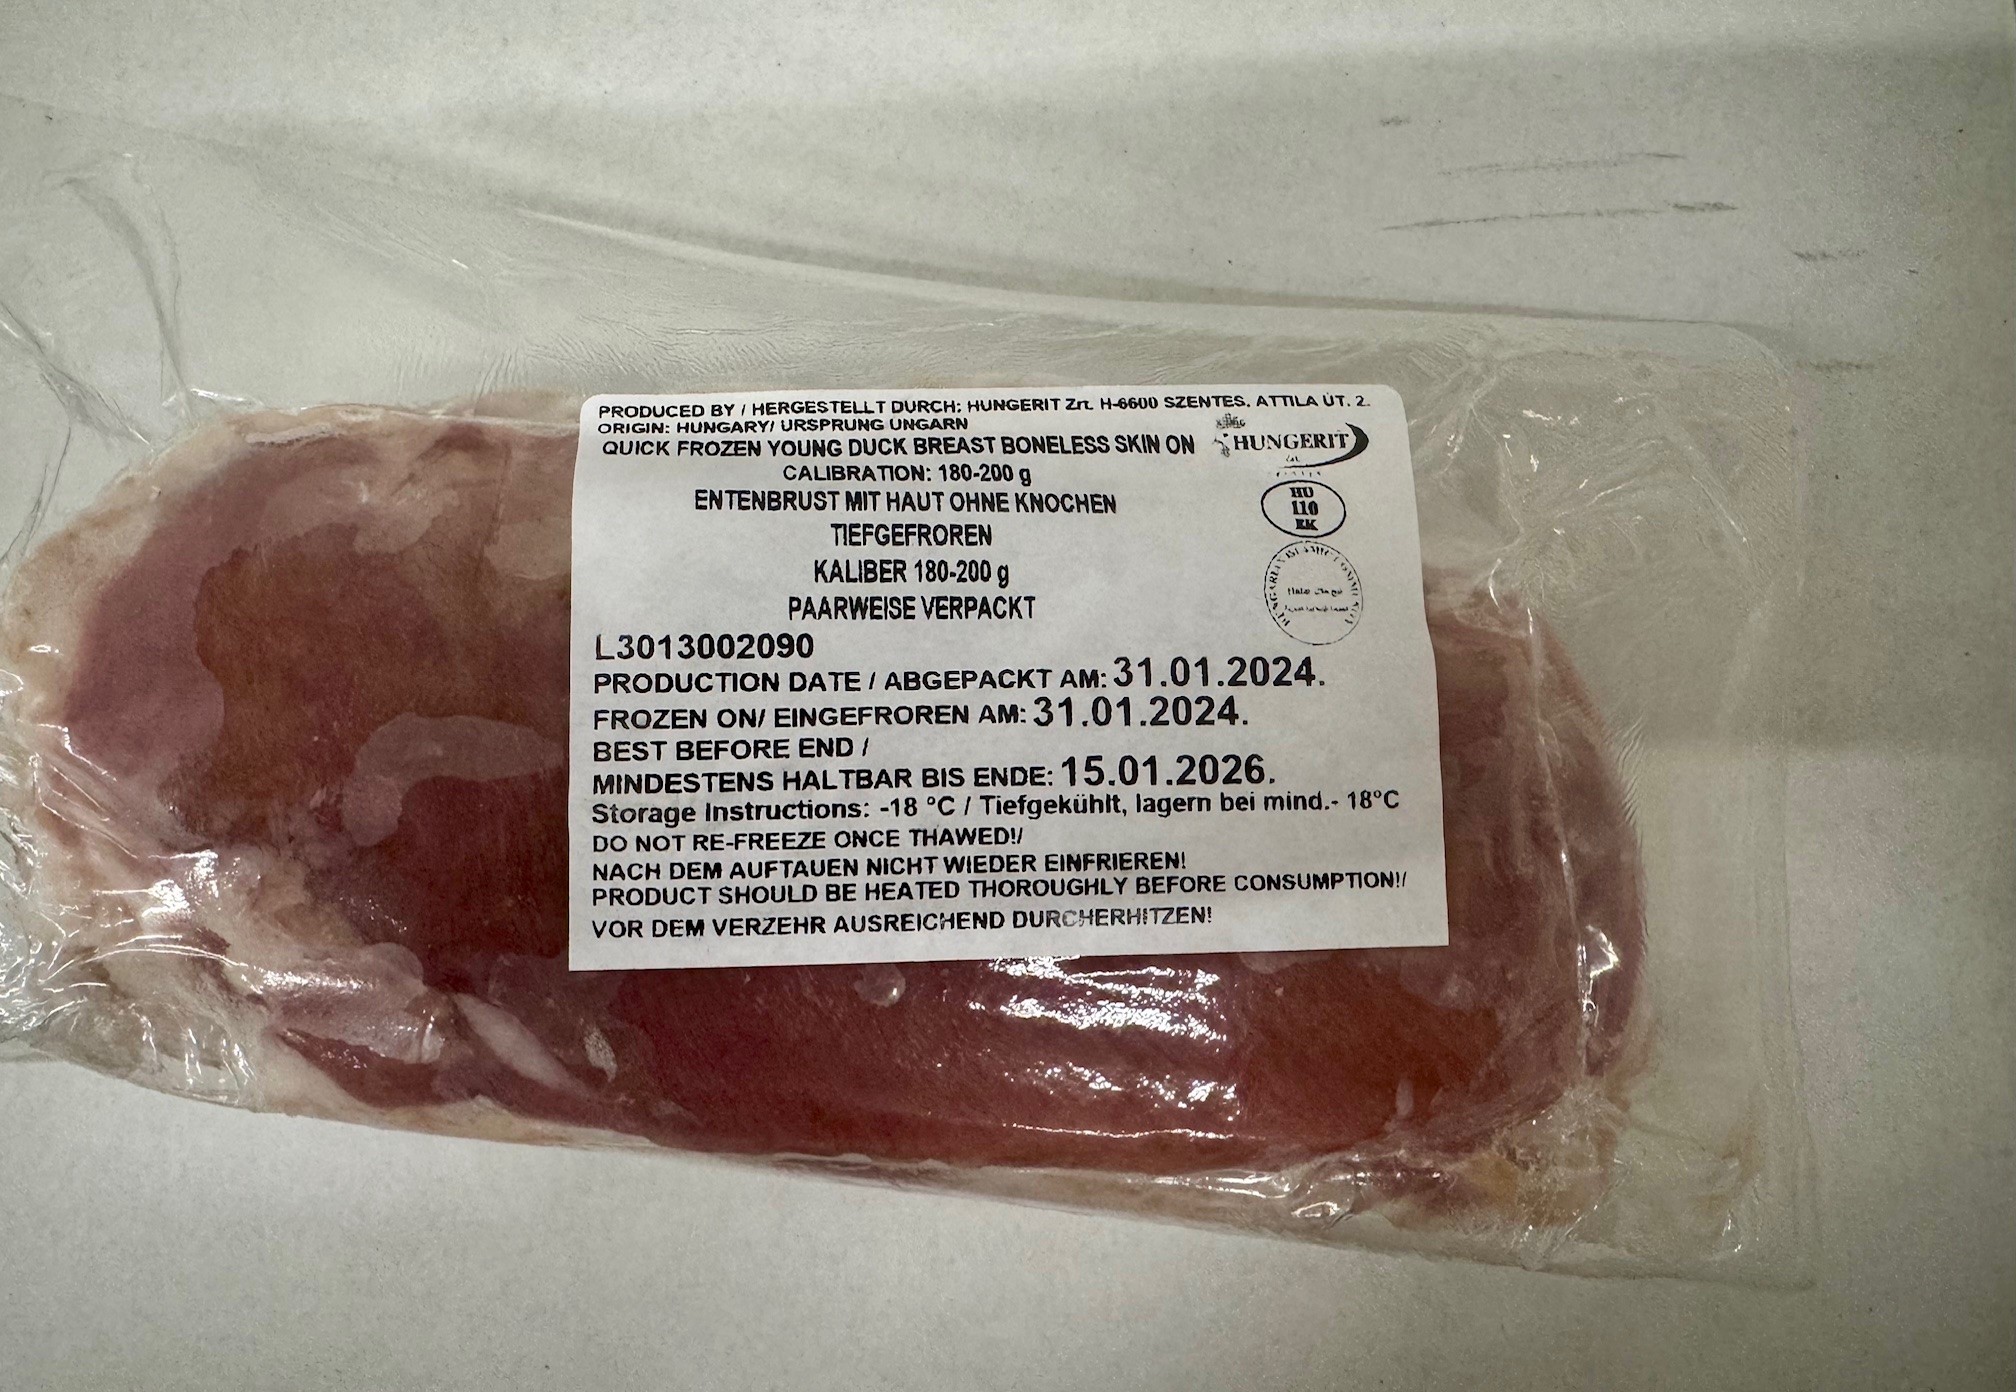 PRODUCED BY / HERGESTELLT DURCH: HUNGERIT Zrt. H-6600 SZENTES, ATTILA ÚT. 2.
ORIGIN: HUNGARY/ URSPRUNG UNGARN
QUICK FROZEN YOUNG DUCK BREAST BONELESS SKIN ON
HUNGERIT
CALIBRATION: 180-200 g
ENTENBRUST MIT HAUT OHNE KNOCHEN
HU
110
EK
TIEFGEFROREN
KALIBER 180-200 g
PAARWEISE VERPACKT
HUNGARIAN ISLAMIC COMMUNITY
Halal
L3013002090
PRODUCTION DATE / ABGEPACKT AM: 31.01.2024.
FROZEN ON/ EINGEFROREN AM: 31.01.2024.
BEST BEFORE END /
MINDESTENS HALTBAR BIS ENDE: 15.01.2026.
Storage Instructions: -18 °C / Tiefgekühlt, lagern bei mind.- 18°C
DO NOT RE-FREEZE ONCE THAWED!/
NACH DEM AUFTAUEN NICHT WIEDER EINFRIEREN!
PRODUCT SHOULD BE HEATED THOROUGHLY BEFORE CONSUMPTION!/
VOR DEM VERZEHR AUSREICHEND DURCHERHITZEN!